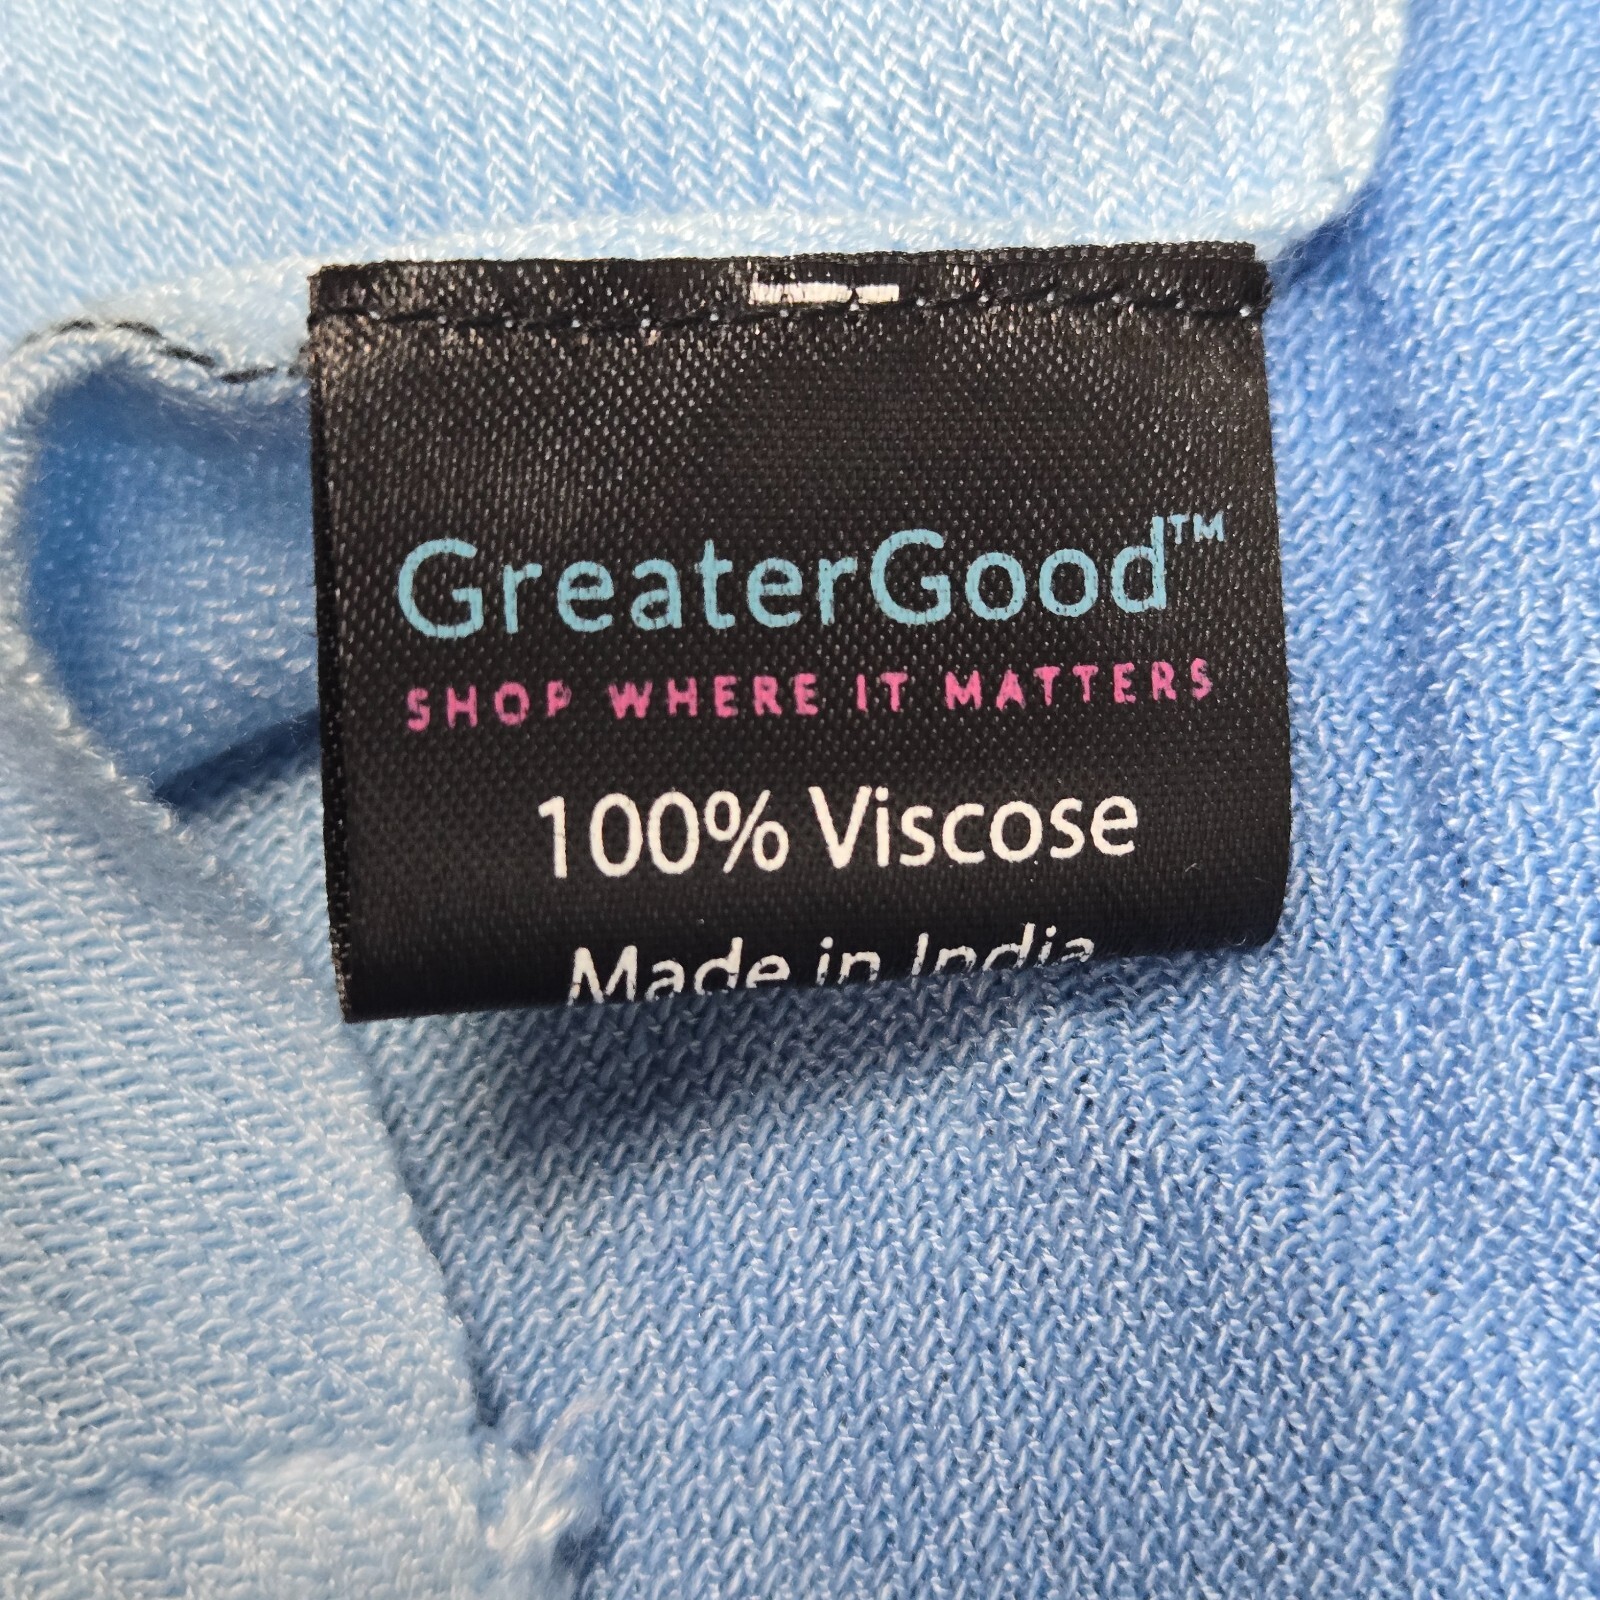 GreaterGood™
SHOP WHERE IT MATTERS
100% Viscose
Made in India